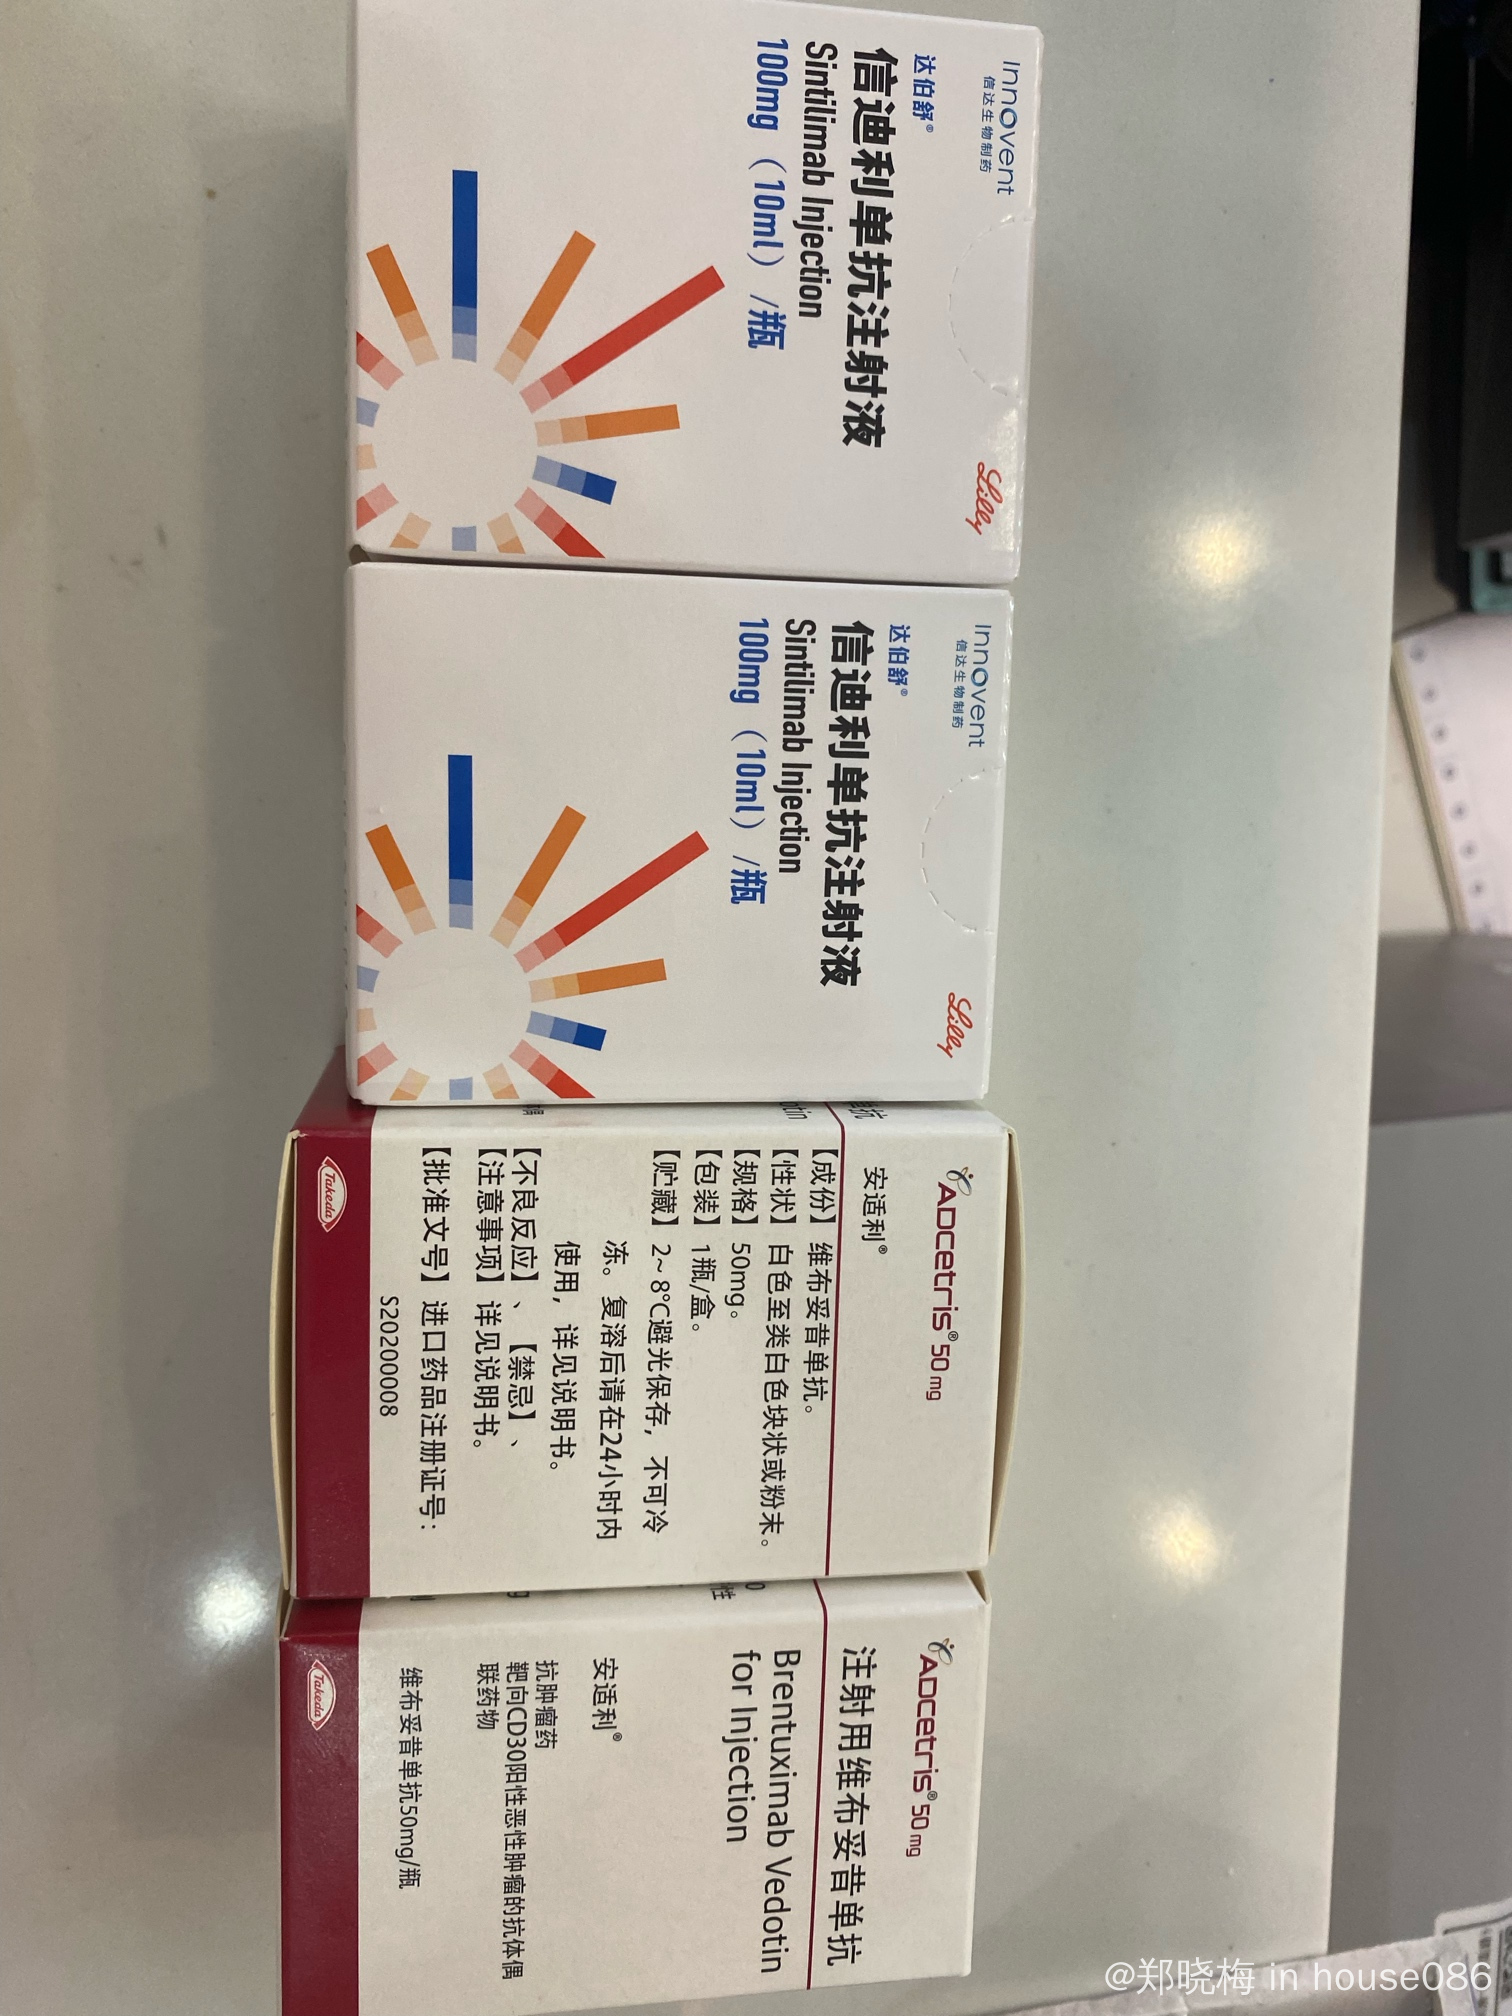 Innovent
信达生物制药
Lilly
达伯舒®
信迪利单抗注射液
Sintilimab Injection
100mg（10ml）/瓶
Innovent
信达生物制药
Lilly
达伯舒®
信迪利单抗注射液
Sintilimab Injection
100mg（10ml）/瓶
ADCETRIS® 50 mg
安适利®
【成份】维布妥昔单抗。
【性状】白色至类白色块状或粉末。
【规格】50mg。
【包装】1瓶/盒。
【贮藏】2~8°C避光保存，不可冷
冻。复溶后请在24小时内
使用，详见说明书。
【不良反应】、【禁忌】、
【注意事项】详见说明书。
【批准文号】进口药品注册证号：
S20200008
Takeda
ADCETRIS® 50 mg
注射用维布妥昔单抗
Brentuximab Vedotin
for Injection
安适利®
抗肿瘤药
靶向CD30阳性恶性肿瘤的抗体偶
联药物
维布妥昔单抗50mg/瓶
Takeda
@郑晓梅 in house086